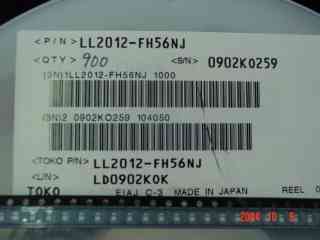 <P/N> LL2012-FH56NJ
<QTY> 900 <S/N> 0902K0259
(3N)1LL2012-FH56NJ 1000
(3N)2 0902K0259 104050
<TOKO P/N> LL2012-FH56NJ
<L/N> LD0902K0K
TOKO EIAJ C-3 MADE IN JAPAN REEL